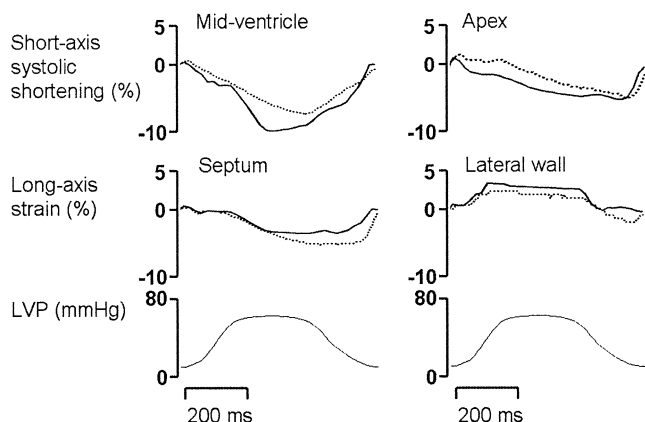 Mid-ventricle
Apex
Short-axis
systolic
shortening (%)
5
0
-10
5
0
-10
Septum
Lateral wall
Long-axis
strain (%)
5
0
-10
5
0
-10
LVP (mmHg)
80
0
80
0
200 ms
200 ms